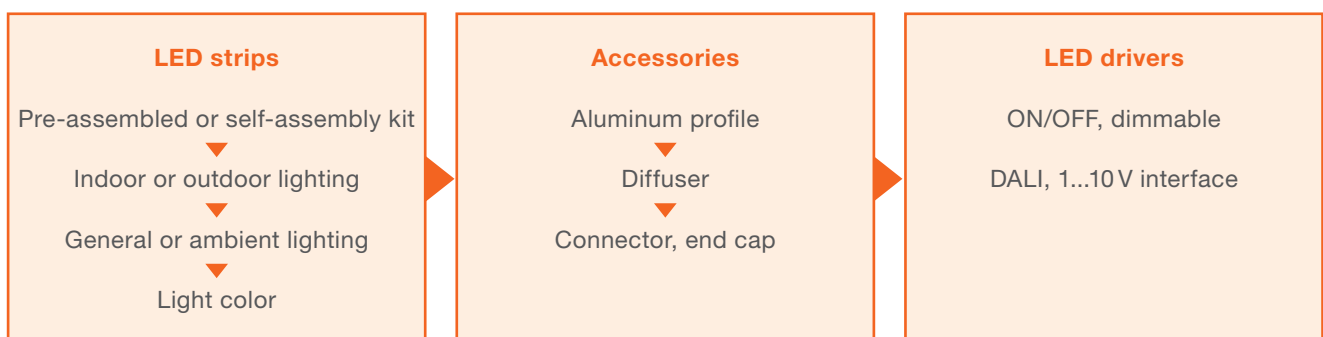 LED strips
Pre-assembled or self-assembly kit
Indoor or outdoor lighting
General or ambient lighting
Light color
Accessories
Aluminum profile
Diffuser
Connector, end cap
LED drivers
ON/OFF, dimmable
DALI, 1...10 V interface